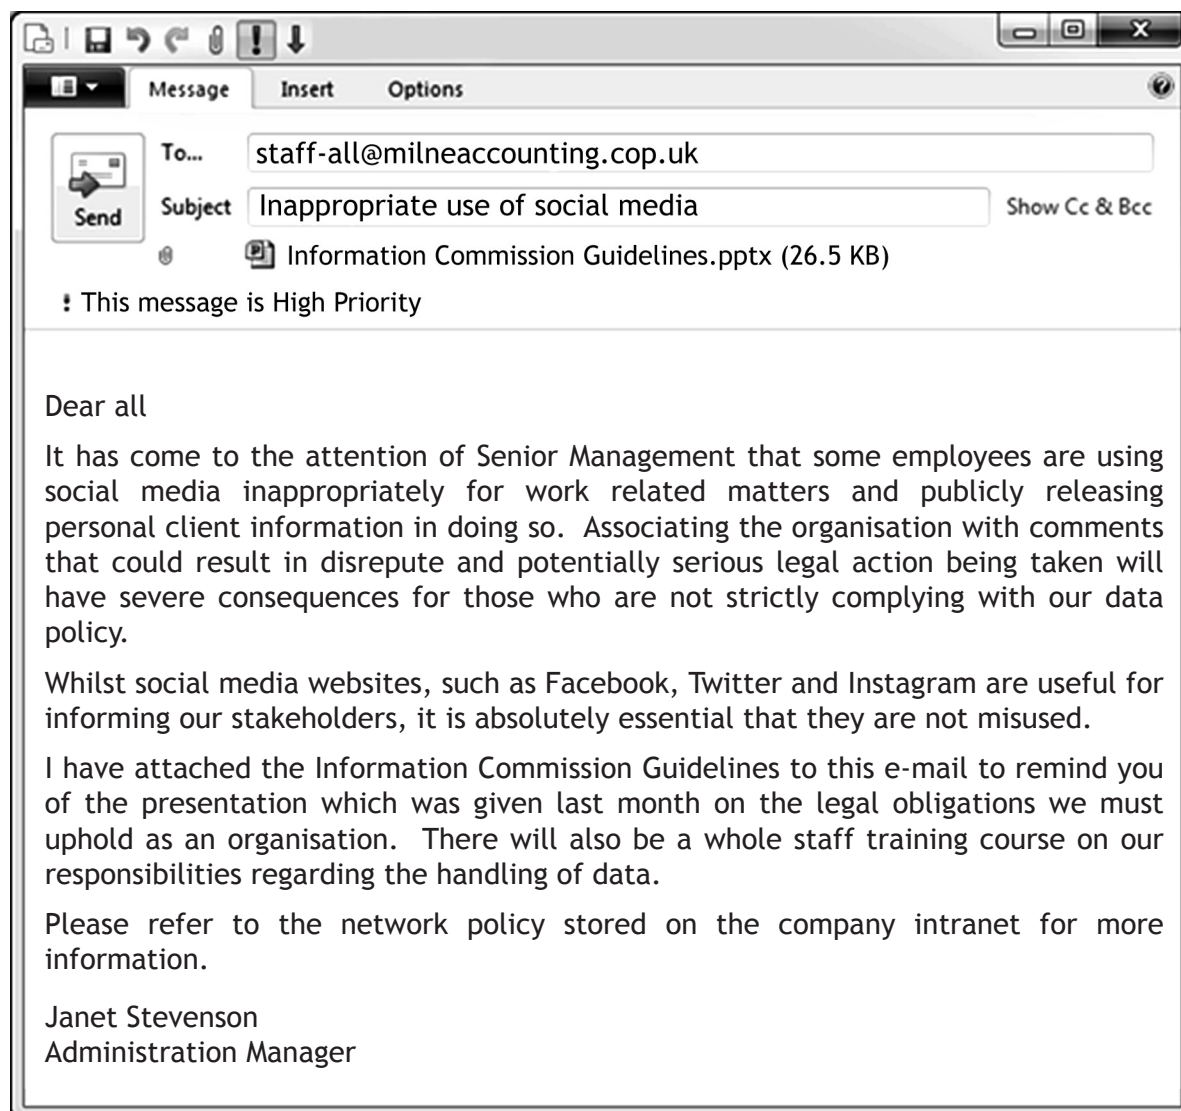 Message Insert Options
To... staff-all@milneaccounting.cop.uk
Send
Subject Inappropriate use of social media Show Cc & Bcc
Information Commission Guidelines.pptx (26.5 KB)
! This message is High Priority
Dear all
It has come to the attention of Senior Management that some employees are using
social media inappropriately for work related matters and publicly releasing
personal client information in doing so. Associating the organisation with comments
that could result in disrepute and potentially serious legal action being taken will
have severe consequences for those who are not strictly complying with our data
policy.
Whilst social media websites, such as Facebook, Twitter and Instagram are useful for
informing our stakeholders, it is absolutely essential that they are not misused.
I have attached the Information Commission Guidelines to this e-mail to remind you
of the presentation which was given last month on the legal obligations we must
uphold as an organisation. There will also be a whole staff training course on our
responsibilities regarding the handling of data.
Please refer to the network policy stored on the company intranet for more
information.
Janet Stevenson
Administration Manager